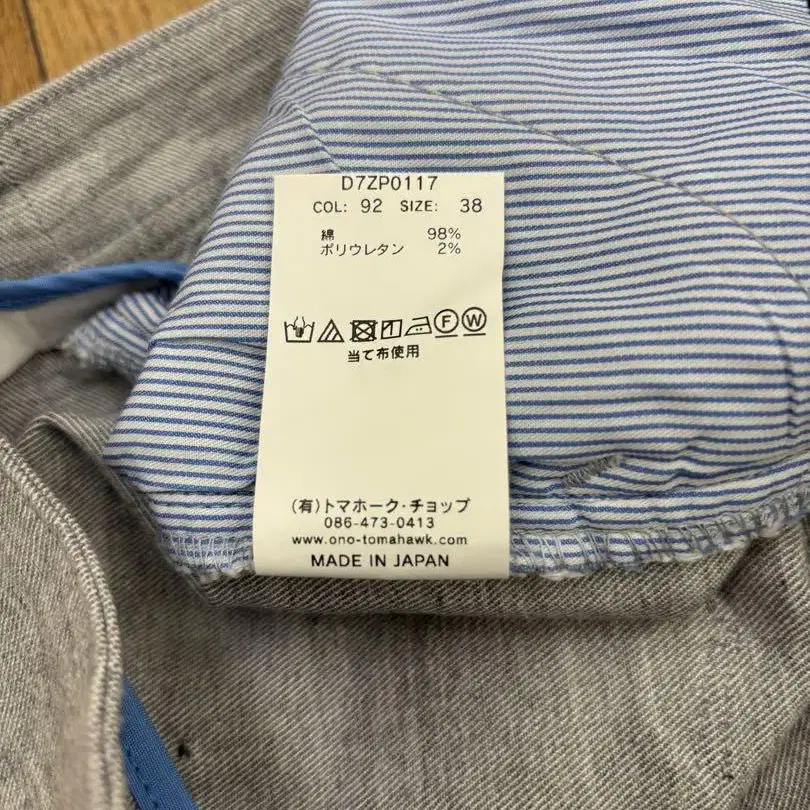 D7ZP0117
COL: 92 SIZE: 38
綿 98%
ポリウレタン 2%
Ⓕ Ⓦ
当て布使用
(有)トマホーク・チョップ
086-473-0413
www.ono-tomahawk.com
MADE IN JAPAN